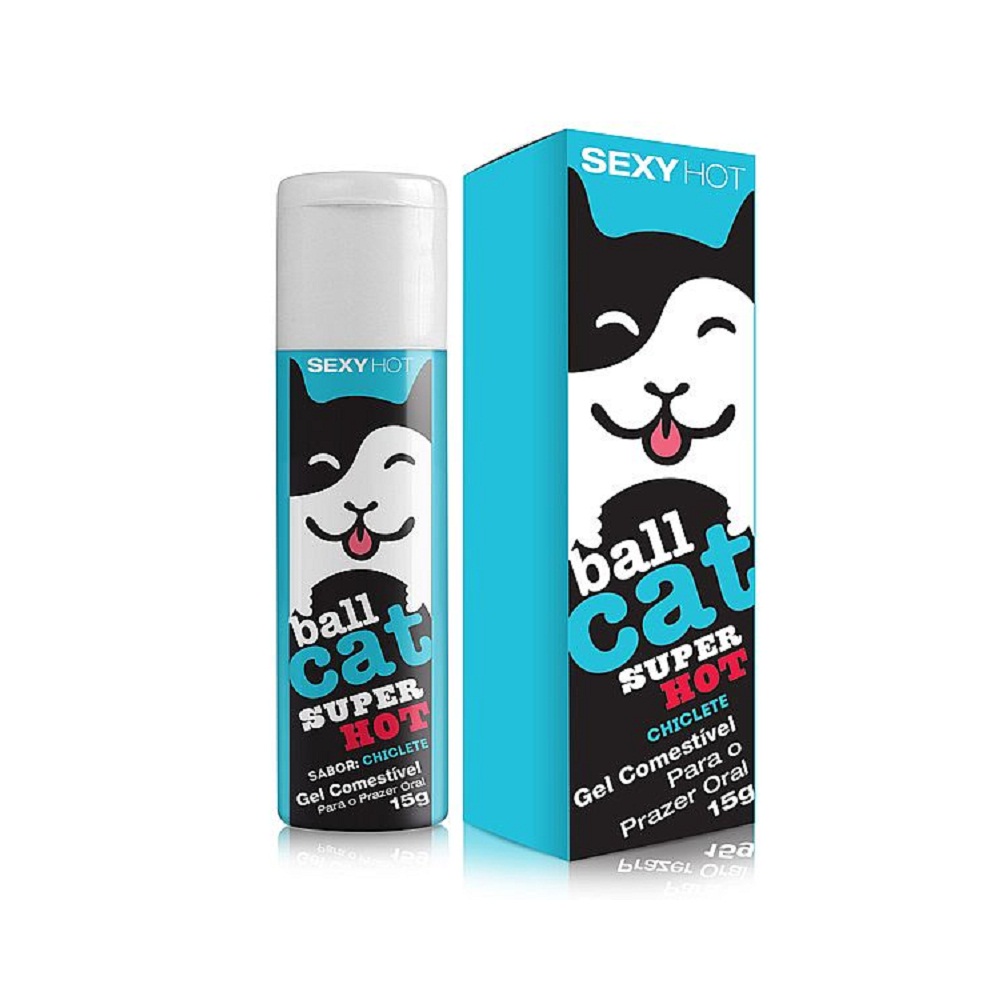 SEXY HOT
ball
cat
SUPER
HOT
SABOR: CHICLETE
Gel Comestível
Para o Prazer Oral
15g
SEXY HOT
ball
cat
SUPER
HOT
CHICLETE
Gel Comestível
Para o
Prazer Oral
15g